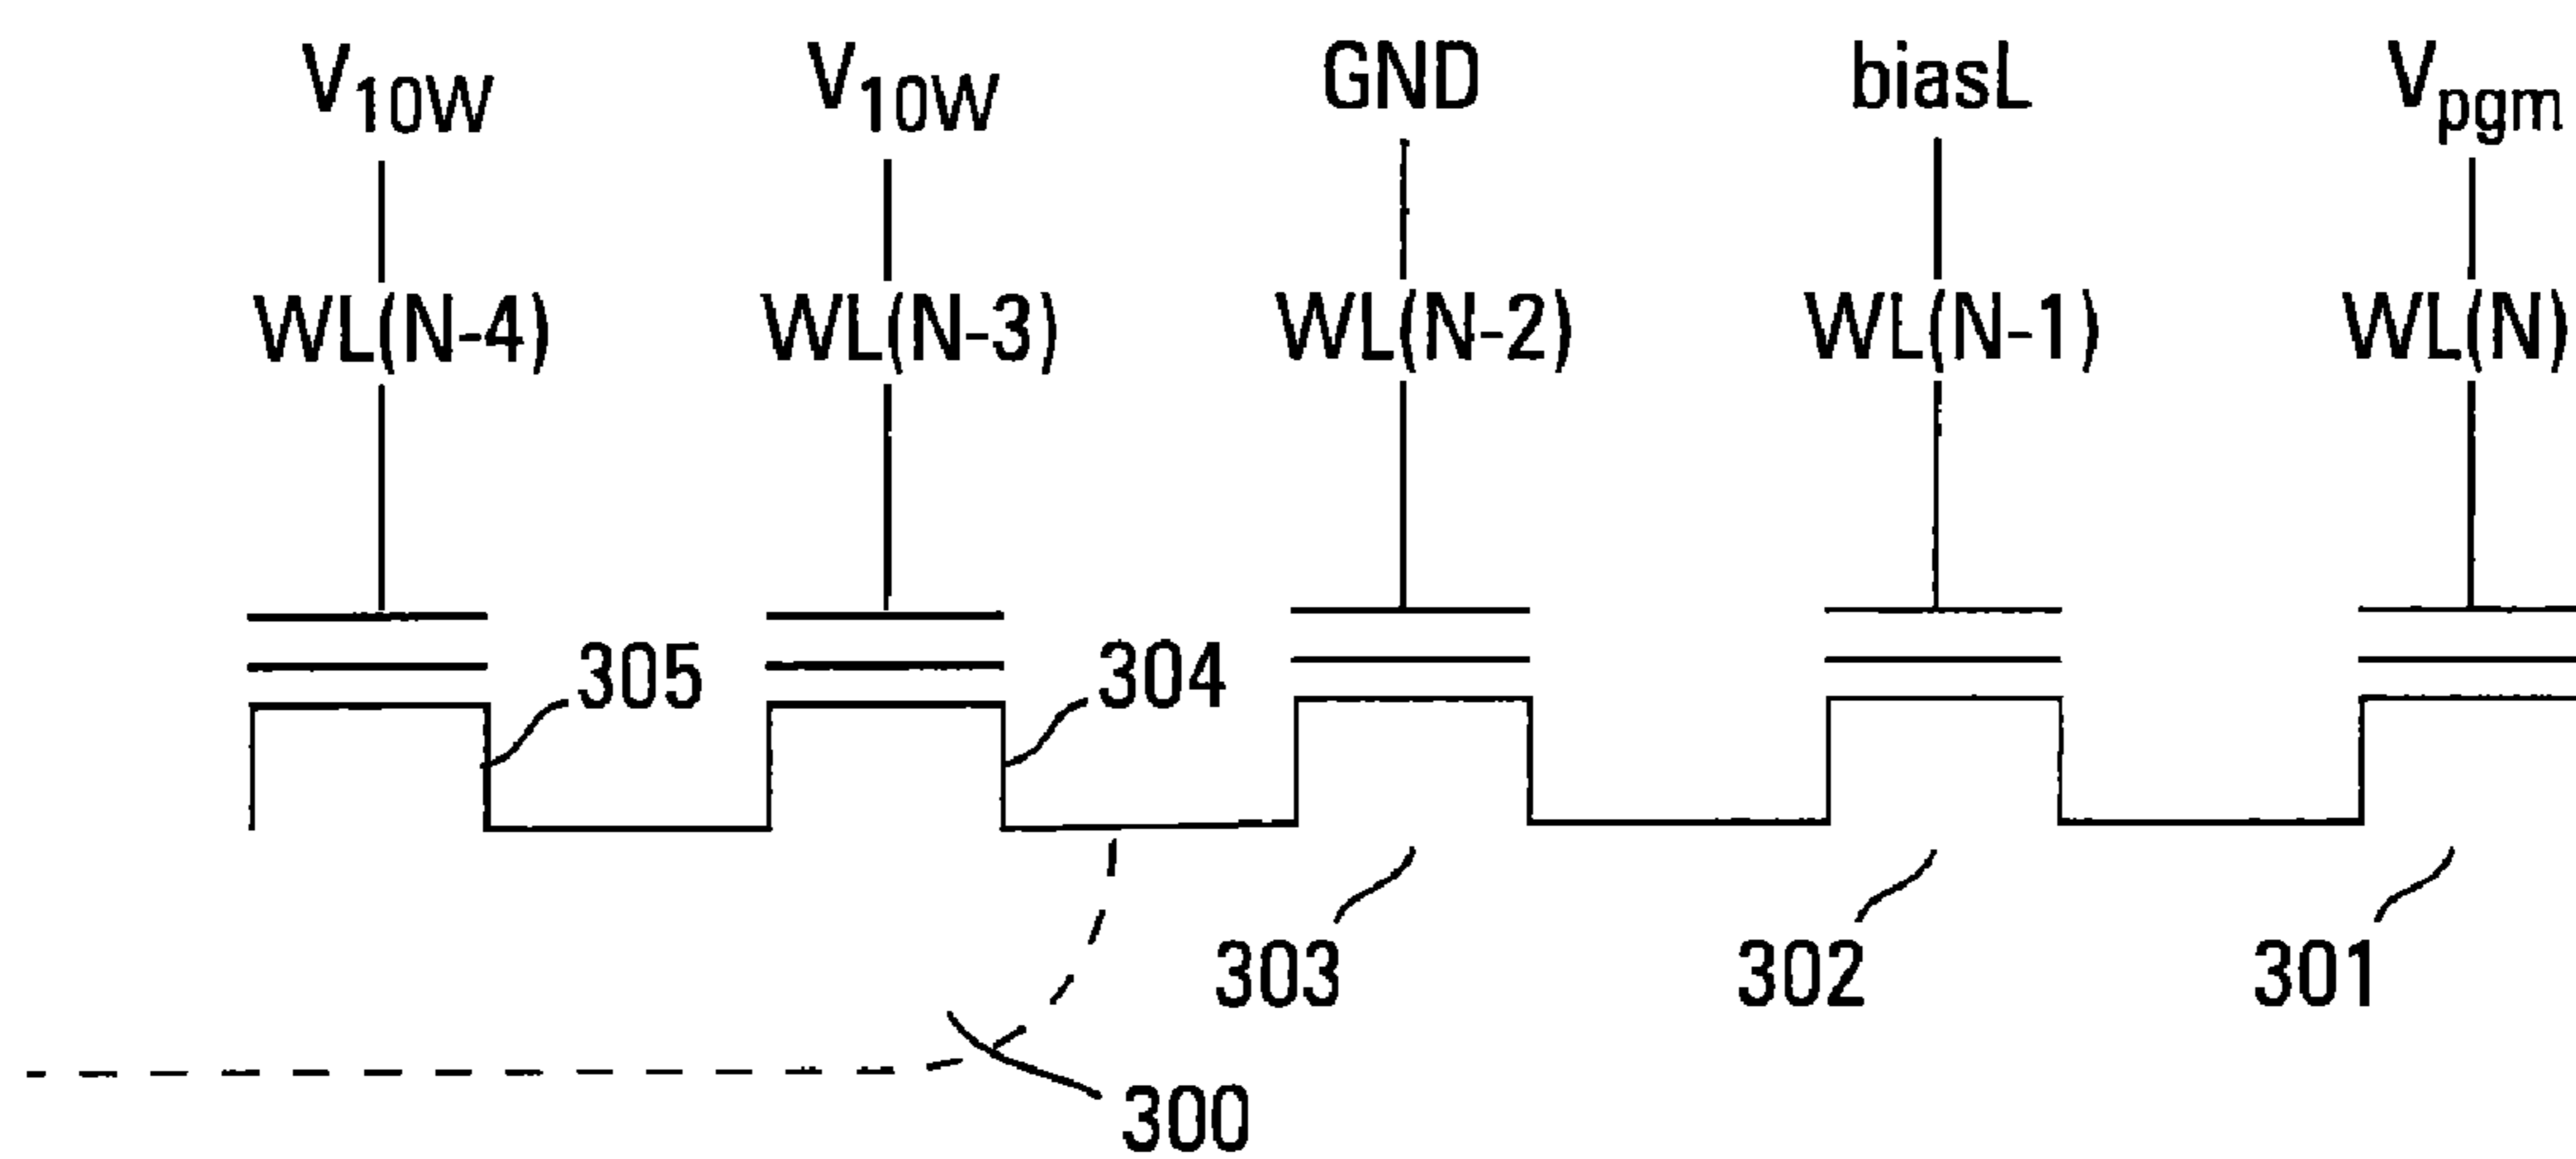 V10W V10W GND biasL Vpgm
WL(N-4) WL(N-3) WL(N-2) WL(N-1) WL(N)
305 304
303 302 301
300